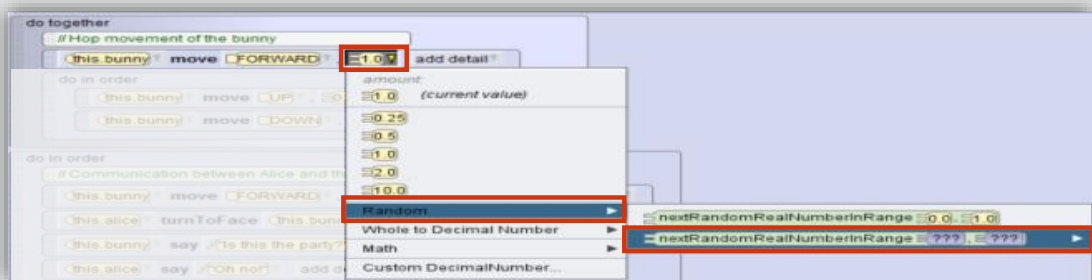 do together
// Hop movement of the bunny
this.bunny move FORWARD , 1.0 add detail
do in order
this.bunny move UP , 
this.bunny move DOWN ,
do in order
// Communication between Alice and th
this.bunny move FORWARD
this.alice turnToFace this.bun
this.bunny say Is this the party?
this.alice say Oh no! add d
amount:
1.0 (current value)
0.25
0.5
1.0
2.0
10.0
Random
Whole to Decimal Number
Math
Custom DecimalNumber...
nextRandomRealNumberInRange 0.0 , 1.0
nextRandomRealNumberInRange ??? , ???